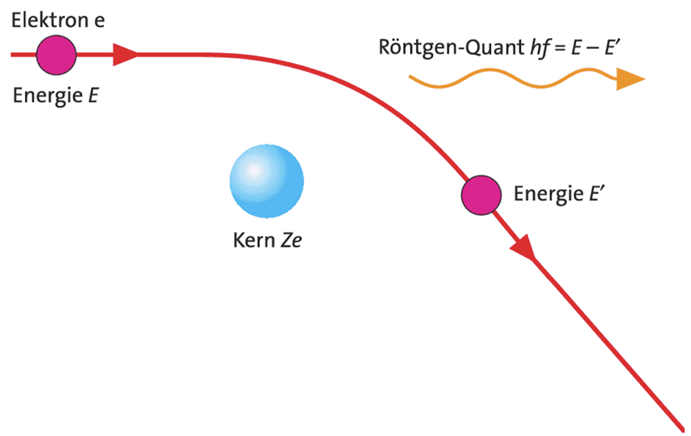 Elektron e
Energie E
Röntgen-Quant hf = E – E′
Energie E′
Kern Ze